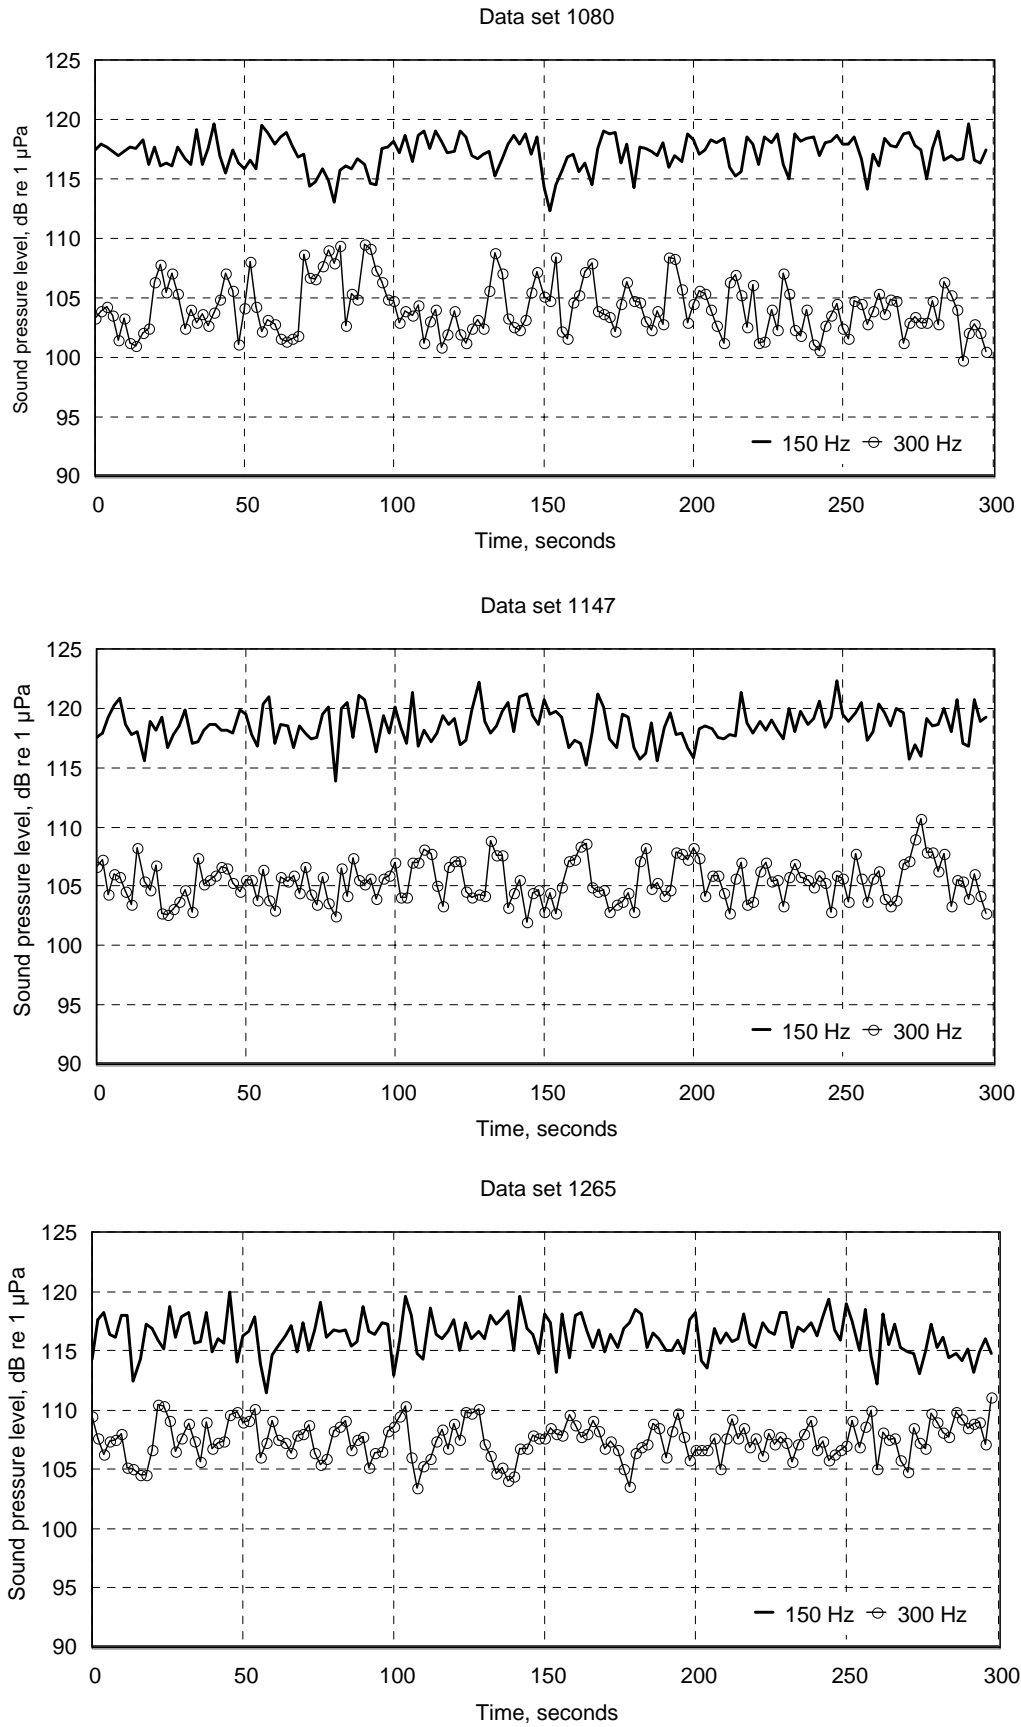 Data set 1080
Sound pressure level, dB re 1 µPa
125
120
115
110
105
100
95
90
150 Hz 300 Hz
0 50 100 150 200 250 300
Time, seconds
Data set 1147
Sound pressure level, dB re 1 µPa
125
120
115
110
105
100
95
90
150 Hz 300 Hz
0 50 100 150 200 250 300
Time, seconds
Data set 1265
Sound pressure level, dB re 1 µPa
125
120
115
110
105
100
95
90
150 Hz 300 Hz
0 50 100 150 200 250 300
Time, seconds